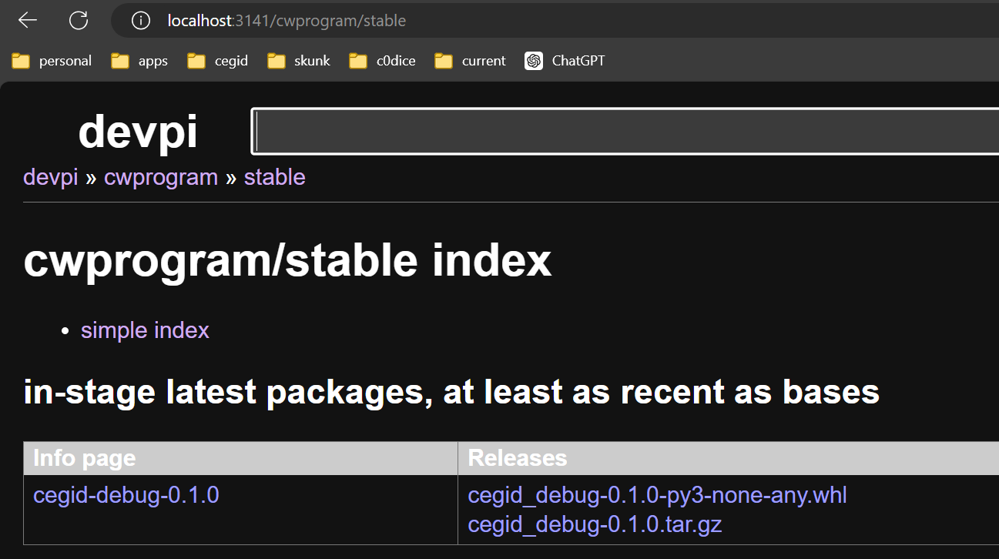 localhost:3141/cwprogram/stable
personal apps cegid skunk c0dice current ChatGPT
devpi
devpi » cwprogram » stable
cwprogram/stable index
• simple index
in-stage latest packages, at least as recent as bases
Info page Releases
cegid-debug-0.1.0 cegid_debug-0.1.0-py3-none-any.whl
cegid_debug-0.1.0.tar.gz